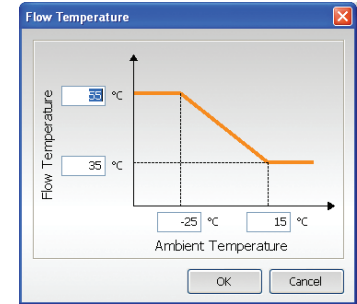 Flow Temperature
Flow Temperature
55 °C
35 °C
-25 °C 15 °C
Ambient Temperature
OK Cancel